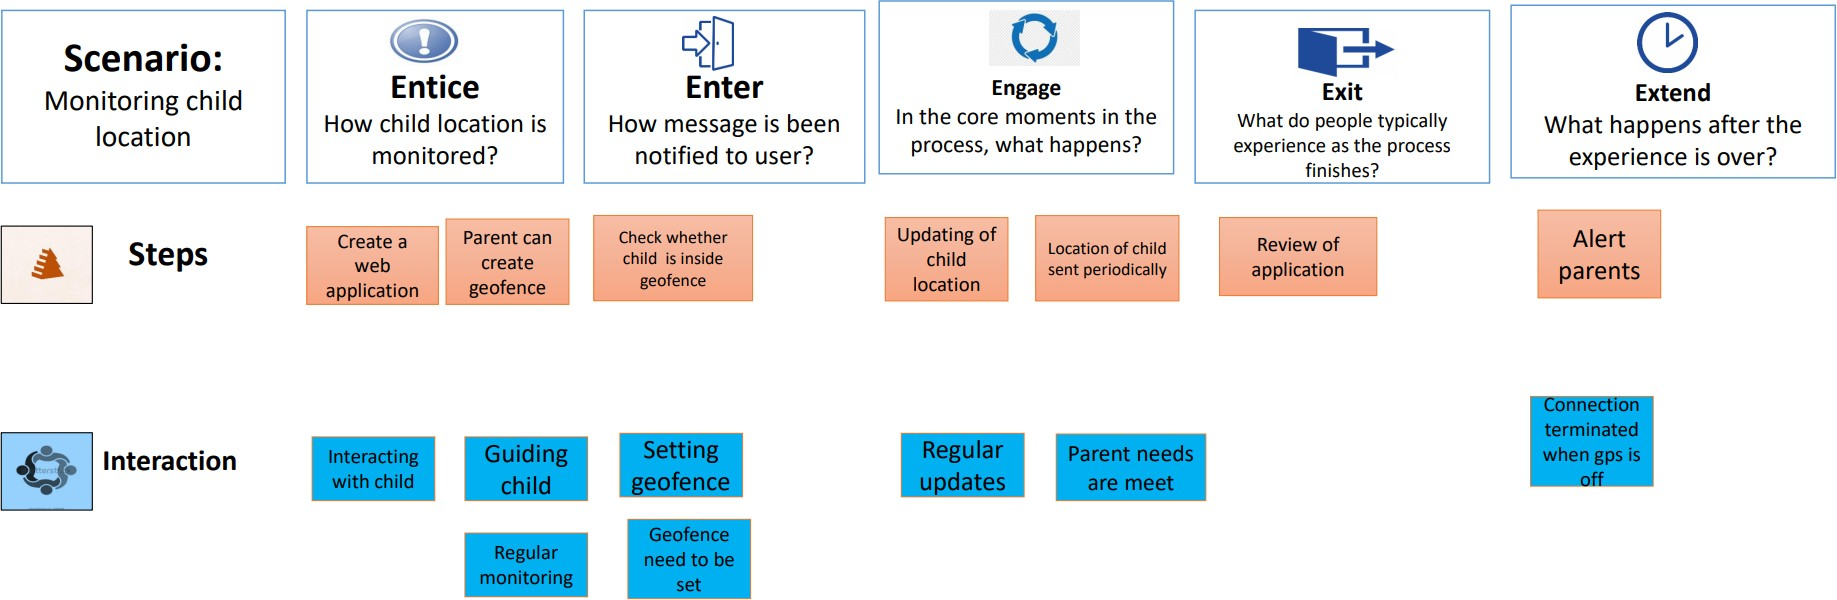 Scenario:
Monitoring child
location
Entice
How child location is
monitored?
Enter
How message is been
notified to user?
Engage
In the core moments in the
process, what happens?
Exit
What do people typically
experience as the process
finishes?
Extend
What happens after the
experience is over?
Steps
Create a
web
application
Parent can
create
geofence
Check whether
child is inside
geofence
Updating of
child
location
Location of child
sent periodically
Review of
application
Alert
parents
Interaction
Interacting
with child
Guiding
child
Setting
geofence
Regular
updates
Parent needs
are meet
Connection
terminated
when gps is
off
Regular
monitoring
Geofence
need to be
set